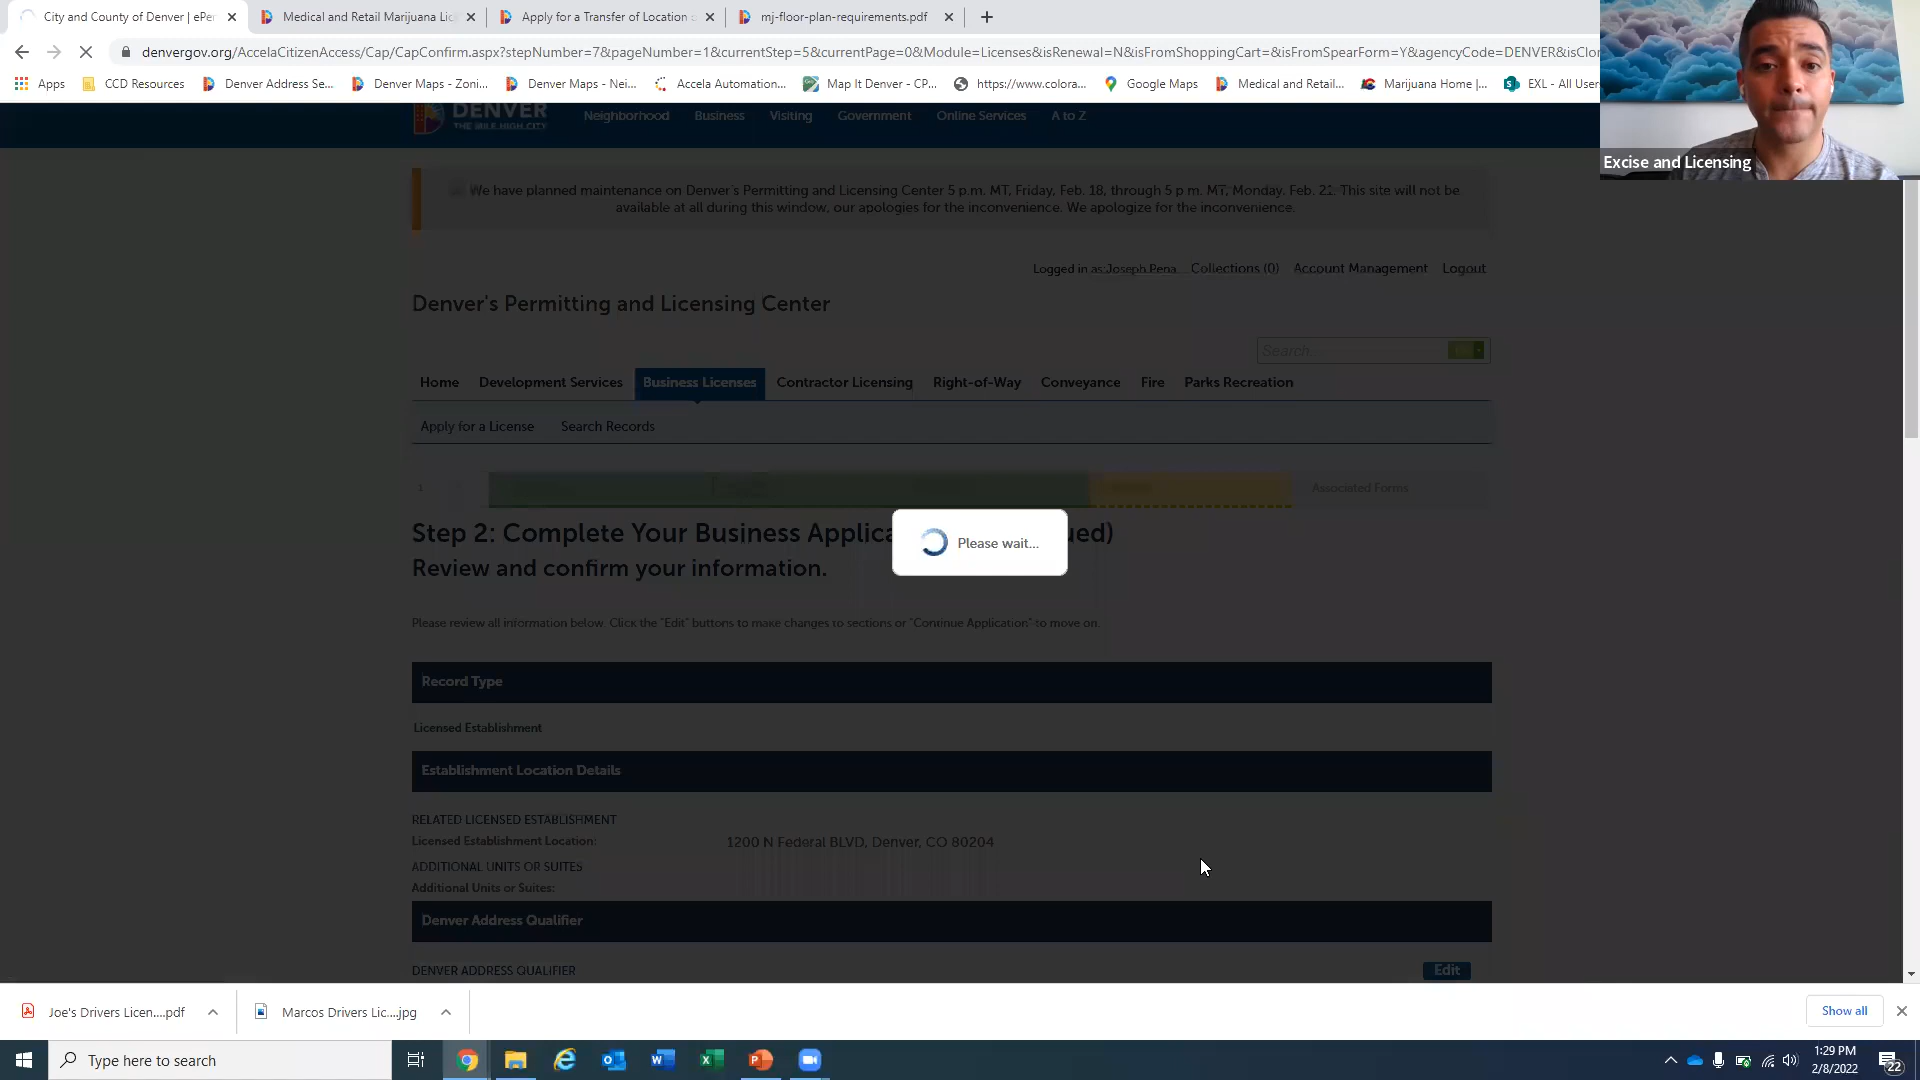 City and County of Denver | ePer
Medical and Retail Marijuana Lic
Apply for a Transfer of Location
mj-floor-plan-requirements.pdf
denvergov.org/AccelaCitizenAccess/Cap/CapConfirm.aspx?stepNumber=7&pageNumber=1&currentStep=5&currentPage=0&Module=Licenses&isRenewal=N&isFromShoppingCart=&isFromSpearForm=Y&agencyCode=DENVER&isClon
Apps
CCD Resources
Denver Address Se...
Denver Maps - Zoni...
Denver Maps - Nei...
Accela Automation...
Map It Denver - CP...
https://www.colora...
Google Maps
Medical and Retail...
Marijuana Home |...
EXL - All User
Excise and Licensing
DENVER
THE MILE HIGH CITY
Neighborhood Business Visiting Government Online Services A to Z
We have planned maintenance on Denver's Permitting and Licensing Center 5 p.m. MT, Friday, Feb. 18, through 5 p.m. MT, Monday, Feb. 21. This site will not be
available at all during this window, our apologies for the inconvenience. We apologize for the inconvenience.
Logged in as:Joseph Pena Collections (0) Account Management Logout
Denver's Permitting and Licensing Center
Search...
Home Development Services Business Licenses Contractor Licensing Right-of-Way Conveyance Fire Parks Recreation
Apply for a License Search Records
1
Associated Forms
Step 2: Complete Your Business Applica ued)
Review and confirm your information.
Please wait...
Please review all information below. Click the "Edit" buttons to make changes to sections or "Continue Application" to move on.
Record Type
Licensed Establishment
Establishment Location Details
RELATED LICENSED ESTABLISHMENT
Licensed Establishment Location: 1200 N Federal BLVD, Denver, CO 80204
ADDITIONAL UNITS OR SUITES
Additional Units or Suites:
Denver Address Qualifier
DENVER ADDRESS QUALIFIER
Edit
Joe's Drivers Licen....pdf
Marcos Drivers Lic....jpg
Show all
Type here to search
1:29 PM
2/8/2022
22